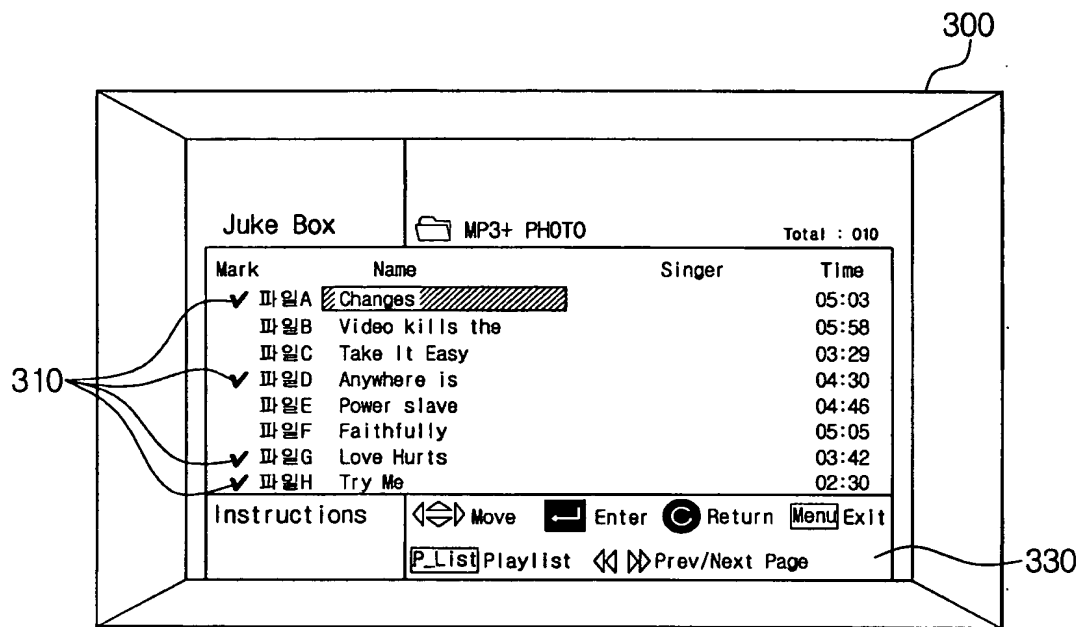 300
Juke Box
MP3+ PHOTO
Total : 010
Mark Name Singer Time
✔ 파일A Changes 05:03
파일B Video kills the 05:58
파일C Take It Easy 03:29
310
✔ 파일D Anywhere is 04:30
파일E Power slave 04:46
파일F Faithfully 05:05
✔ 파일G Love Hurts 03:42
✔ 파일H Try Me 02:30
Instructions
Move Enter Return Menu Exit
P_List Playlist Prev/Next Page
330